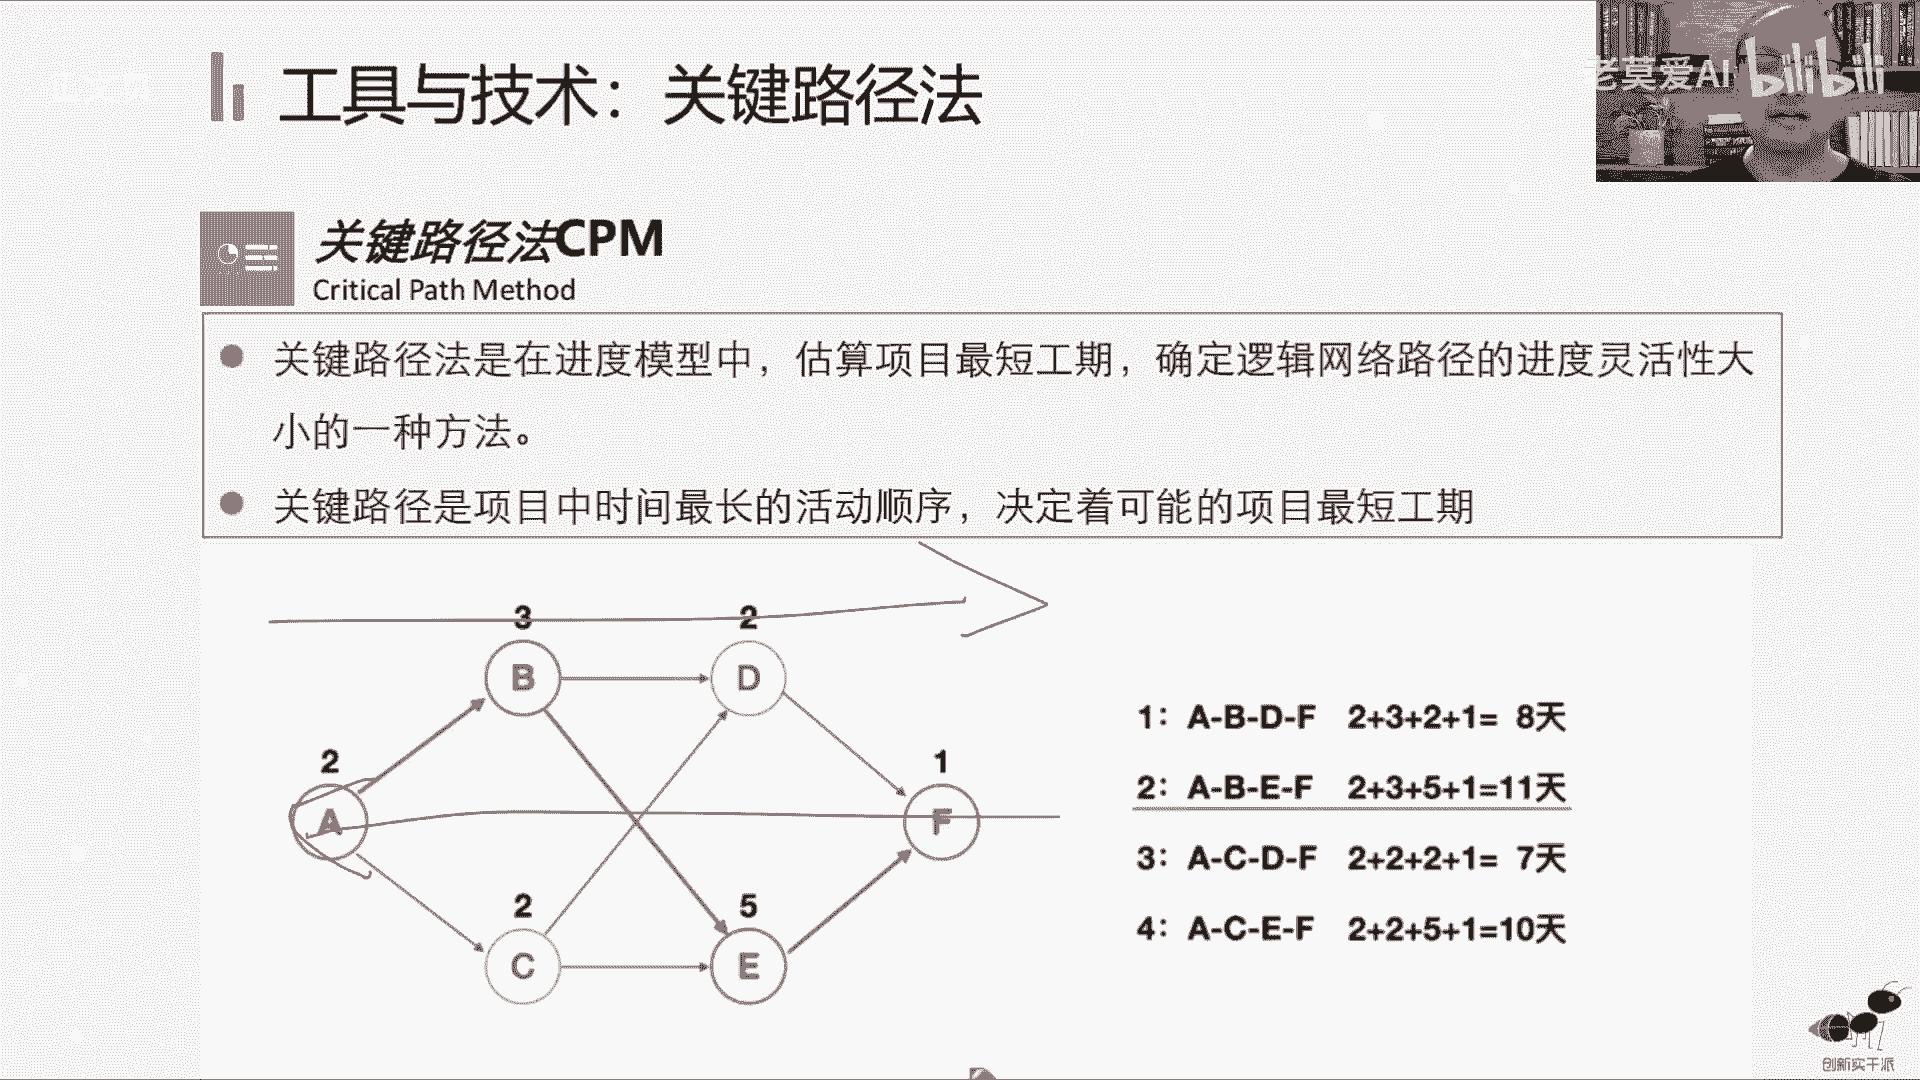 工具与技术：关键路径法
老莫爱AI bilibili
关键路径法CPM
Critical Path Method
关键路径法是在进度模型中，估算项目最短工期，确定逻辑网络路径的进度灵活性大
小的一种方法。
关键路径是项目中时间最长的活动顺序，决定着可能的项目最短工期
3
2
B
D
2
1
A
F
2
5
C
E
1：A-B-D-F 2+3+2+1= 8天
2：A-B-E-F 2+3+5+1=11天
3：A-C-D-F 2+2+2+1= 7天
4：A-C-E-F 2+2+5+1=10天
创新实干派